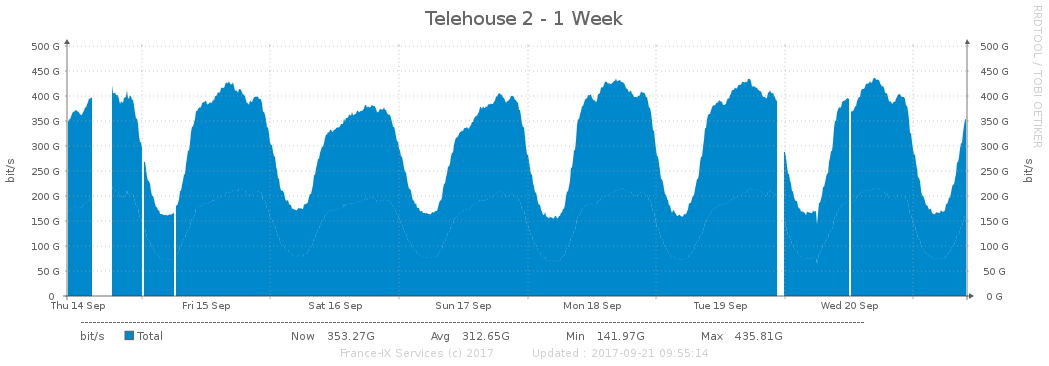 Telehouse 2 - 1 Week
RRDTOOL / TOBI OETIKER
500 G 500 G
450 G 450 G
400 G 400 G
350 G 350 G
300 G 300 G
250 G 250 G
200 G 200 G
150 G 150 G
100 G 100 G
50 G 50 G
0 0 G
bit/s
bit/s
Thu 14 Sep Fri 15 Sep Sat 16 Sep Sun 17 Sep Mon 18 Sep Tue 19 Sep Wed 20 Sep
bit/s Total Now 353.27G Avg 312.65G Min 141.97G Max 435.81G
France-IX Services (c) 2017 Updated : 2017-09-21 09:55:14